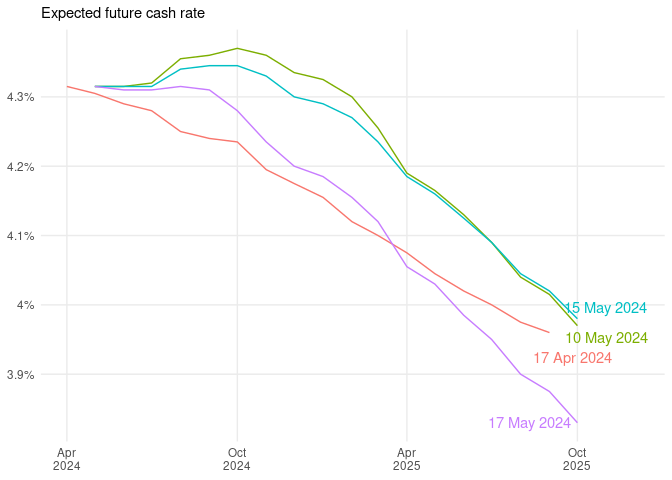 Expected future cash rate
4.3%
4.2%
4.1%
4%
3.9%
15 May 2024
10 May 2024
17 Apr 2024
17 May 2024
Apr
2024
Oct
2024
Apr
2025
Oct
2025